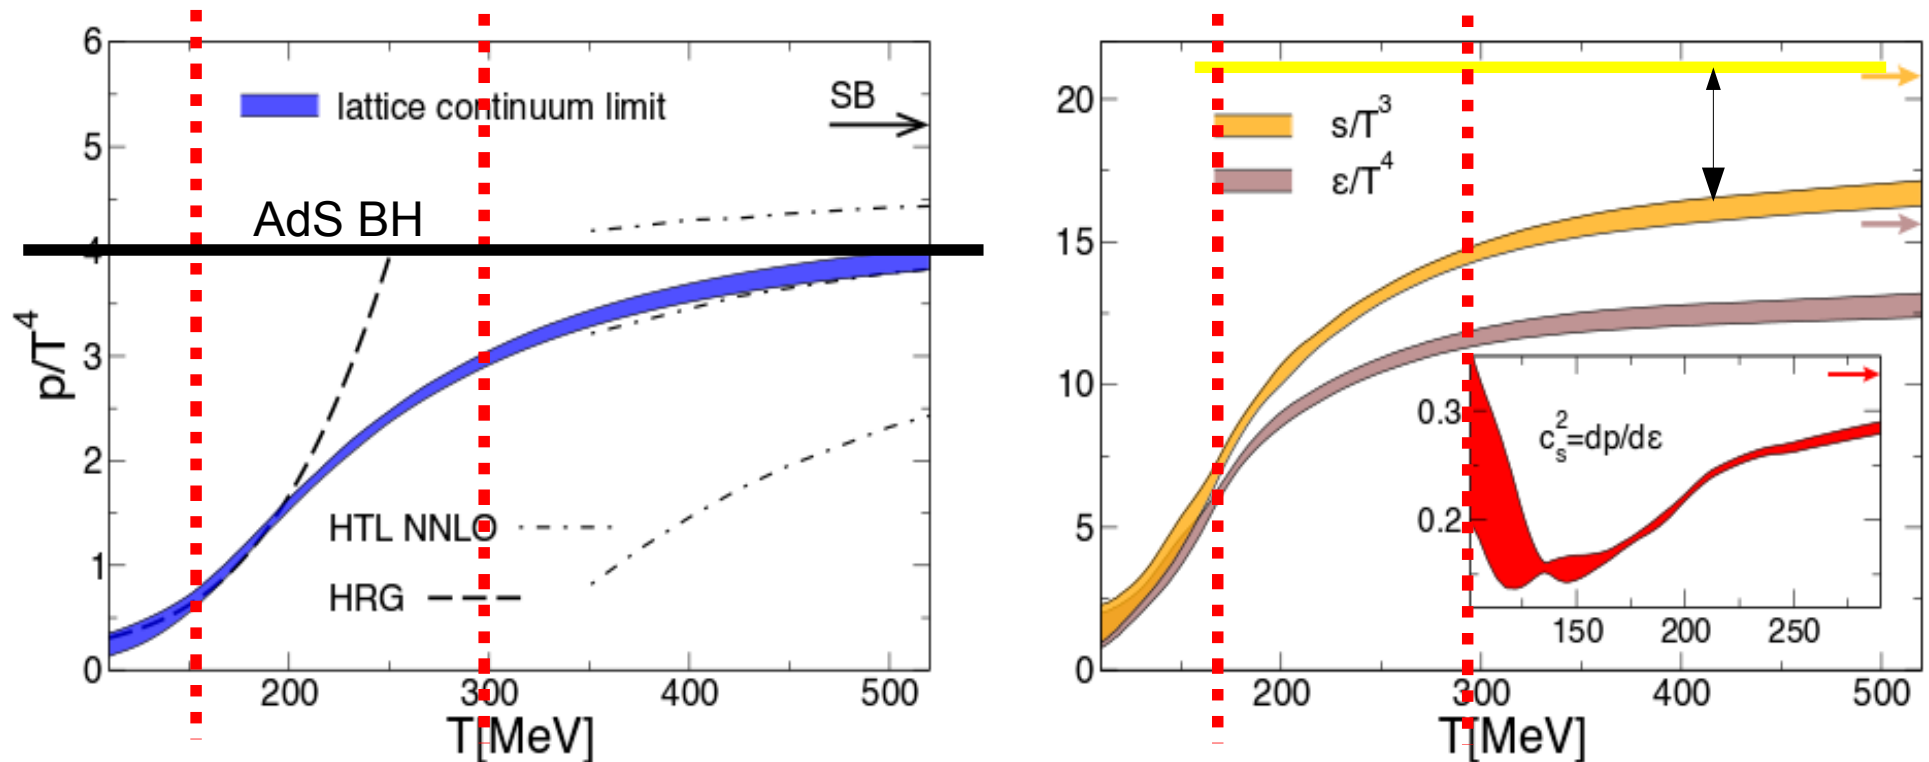 6
5
4
3
2
1
0
p/T^4
lattice continuum limit
SB
AdS BH
HTL NNLO
HRG
200
300
400
500
T[MeV]
20
15
10
5
0
s/T^3
ε/T^4
0.3
0.2
c_s^2=dp/dε
150
200
250
200
300
400
500
T[MeV]